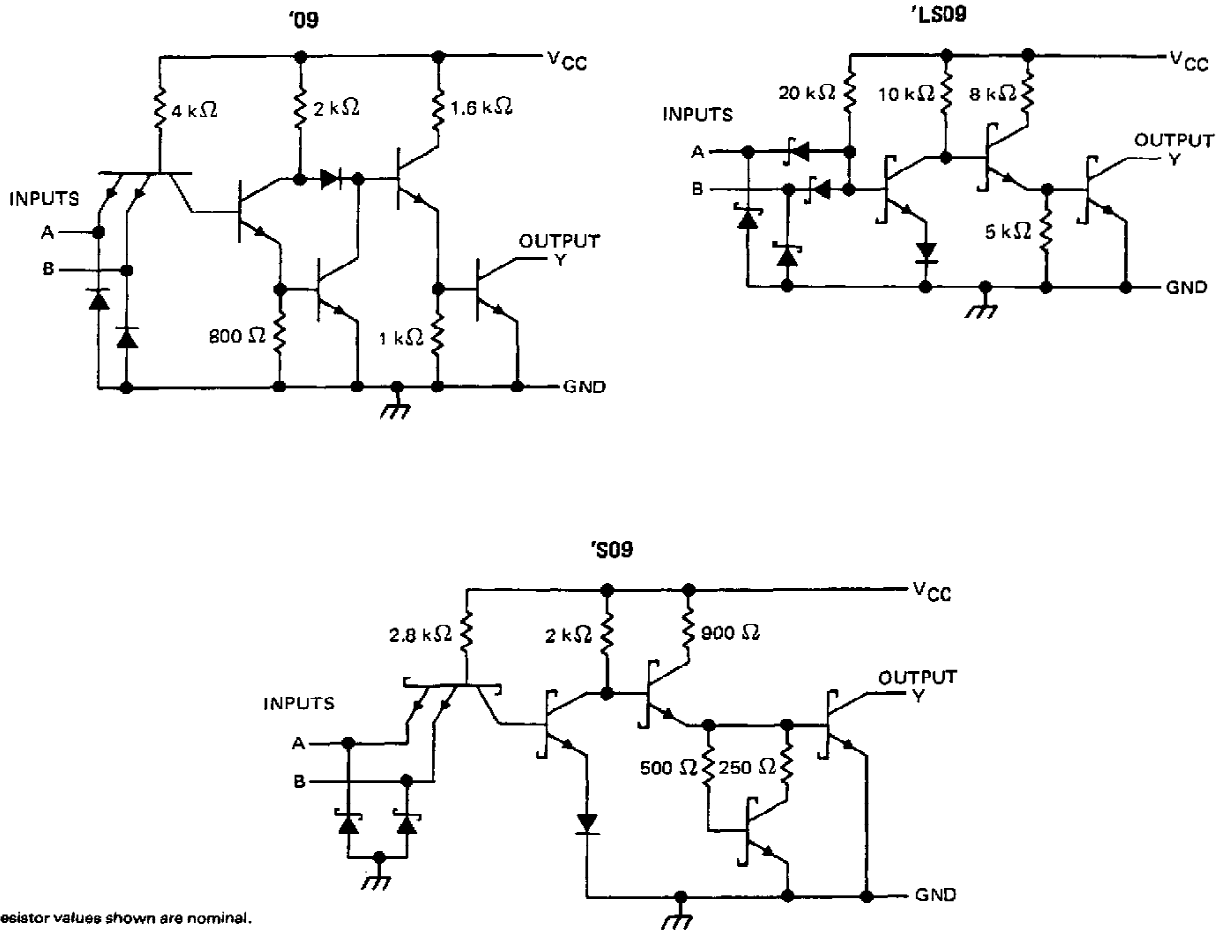 '09
VCC
4 kΩ
2 kΩ
1.6 kΩ
INPUTS
A
B
OUTPUT
Y
800 Ω
1 kΩ
GND
'LS09
VCC
20 kΩ
10 kΩ
8 kΩ
INPUTS
A
B
OUTPUT
Y
5 kΩ
GND
'S09
VCC
2.8 kΩ
2 kΩ
900 Ω
INPUTS
A
B
OUTPUT
Y
500 Ω
250 Ω
GND
esistor values shown are nominal.